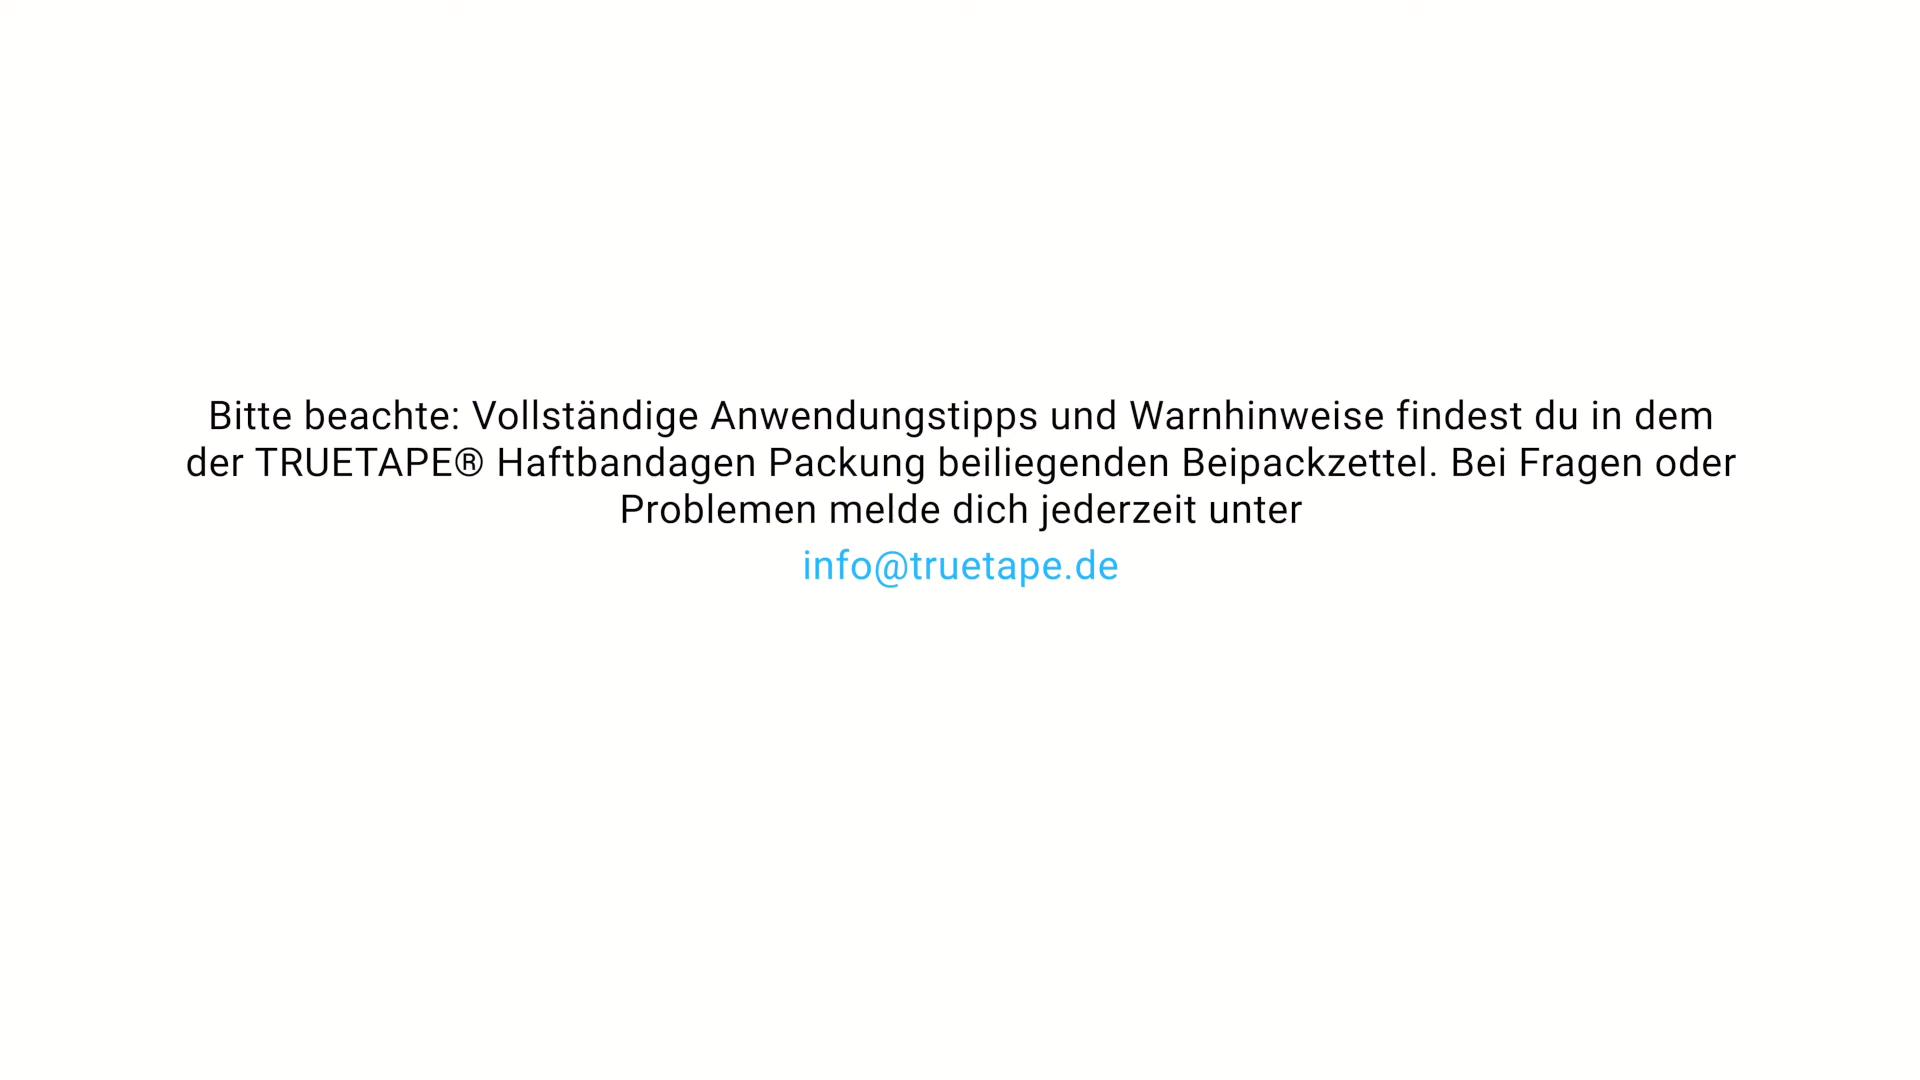 Bitte beachte: Vollständige Anwendungstipps und Warnhinweise findest du in dem
der TRUETAPE® Haftbandagen Packung beiliegenden Beipackzettel. Bei Fragen oder
Problemen melde dich jederzeit unter
info@truetape.de